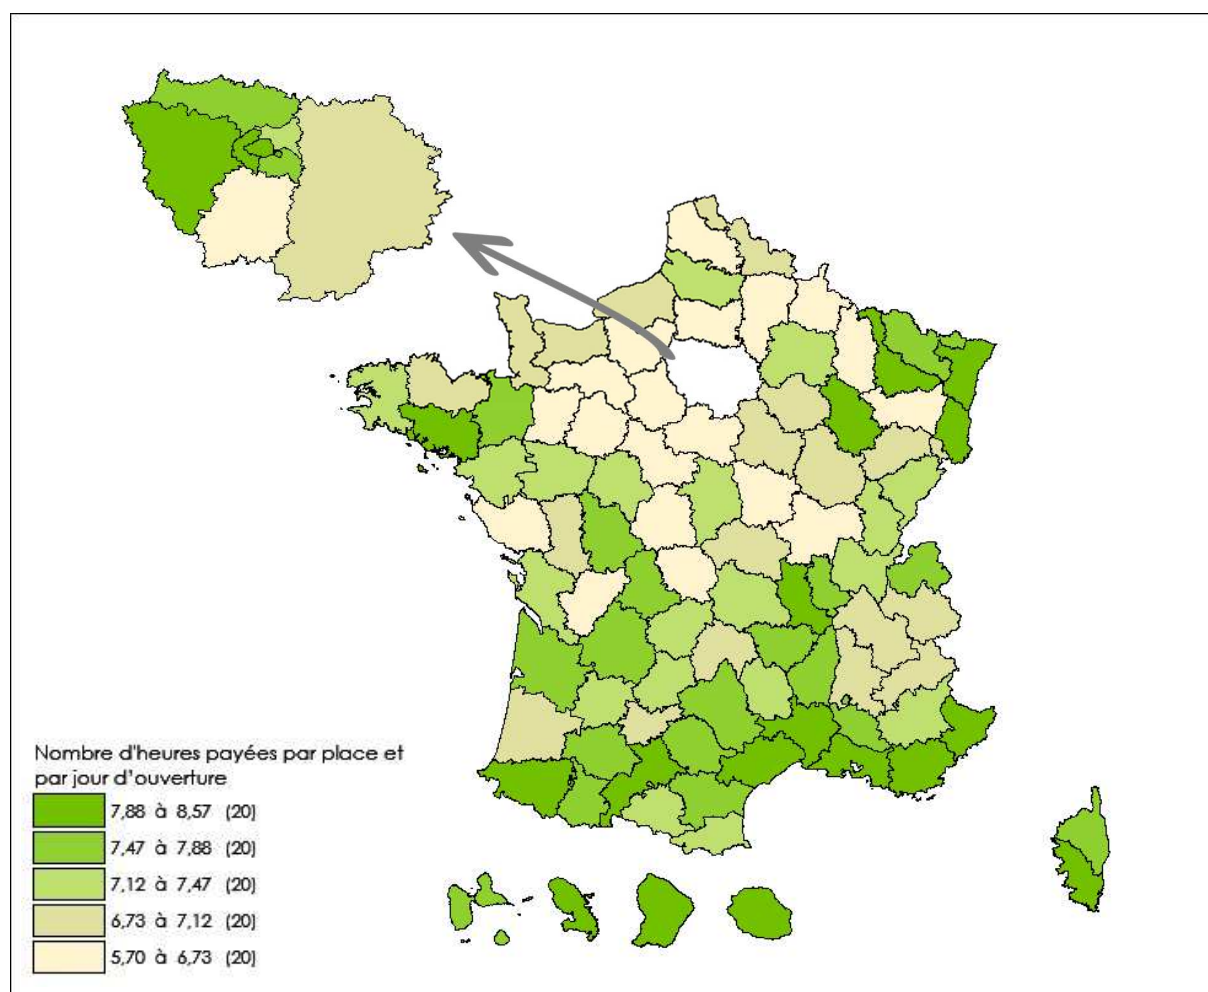 Nombre d'heures payées par place et
par jour d'ouverture
7,88 à 8,57 (20)
7,47 à 7,88 (20)
7,12 à 7,47 (20)
6,73 à 7,12 (20)
5,70 à 6,73 (20)